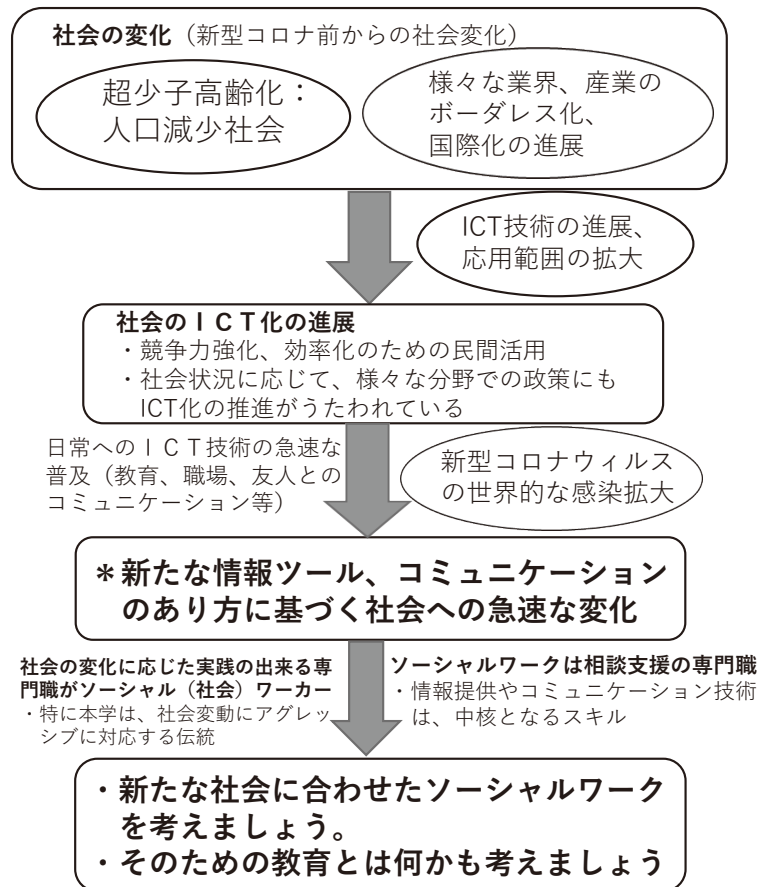 社会の変化（新型コロナ前からの社会変化）
超少子高齢化：
人口減少社会
様々な業界、産業の
ボーダレス化、
国際化の進展
ICT技術の進展、
応用範囲の拡大
社会のＩＣＴ化の進展
・競争力強化、効率化のための民間活用
・社会状況に応じて、様々な分野での政策にも
ICT化の推進がうたわれている
日常へのＩＣＴ技術の急速な
普及（教育、職場、友人との
コミュニケーション等）
新型コロナウィルス
の世界的な感染拡大
＊新たな情報ツール、コミュニケーション
のあり方に基づく社会への急速な変化
社会の変化に応じた実践の出来る専
門職がソーシャル（社会）ワーカー
・特に本学は、社会変動にアグレッ
シブに対応する伝統
ソーシャルワークは相談支援の専門職
・情報提供やコミュニケーション技術
は、中核となるスキル
・新たな社会に合わせたソーシャルワーク
を考えましょう。
・そのための教育とは何かも考えましょう